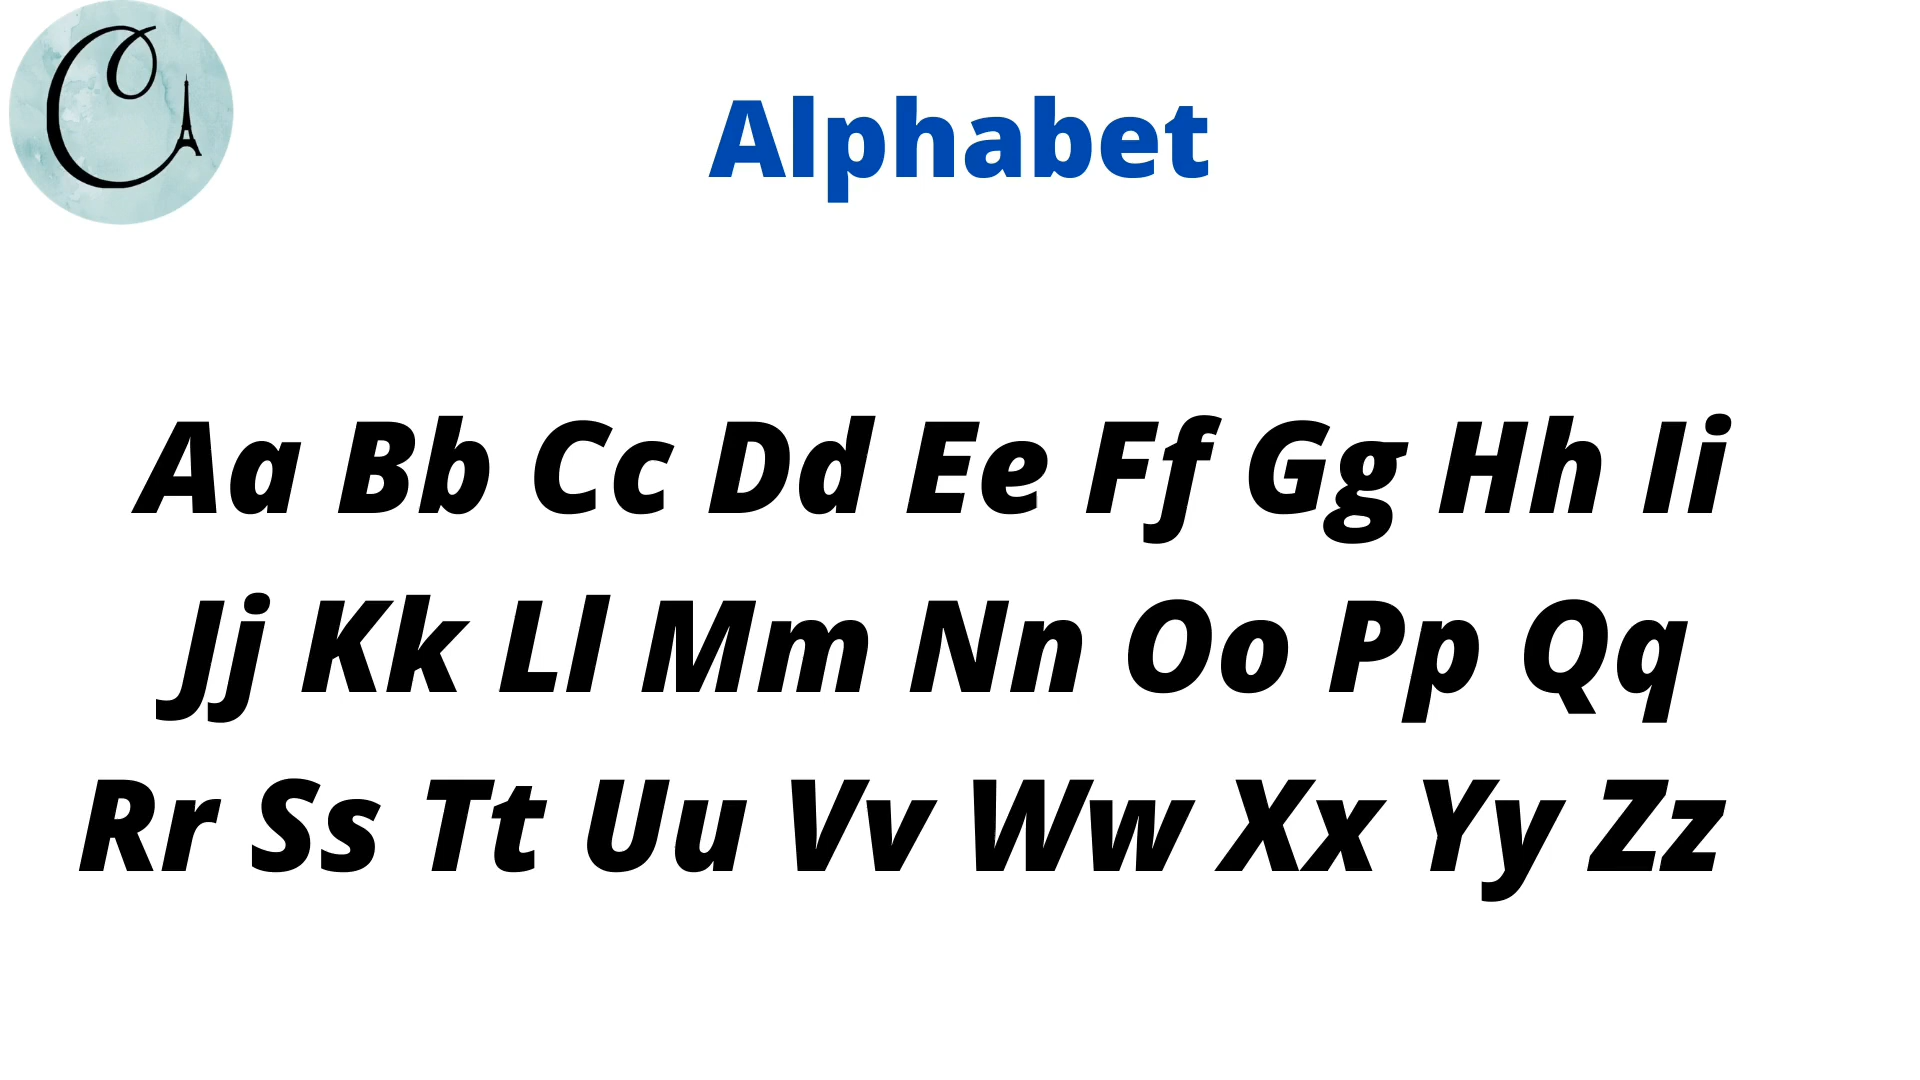 Alphabet
Aa Bb Cc Dd Ee Ff Gg Hh Ii
Jj Kk Ll Mm Nn Oo Pp Qq
Rr Ss Tt Uu Vv Ww Xx Yy Zz